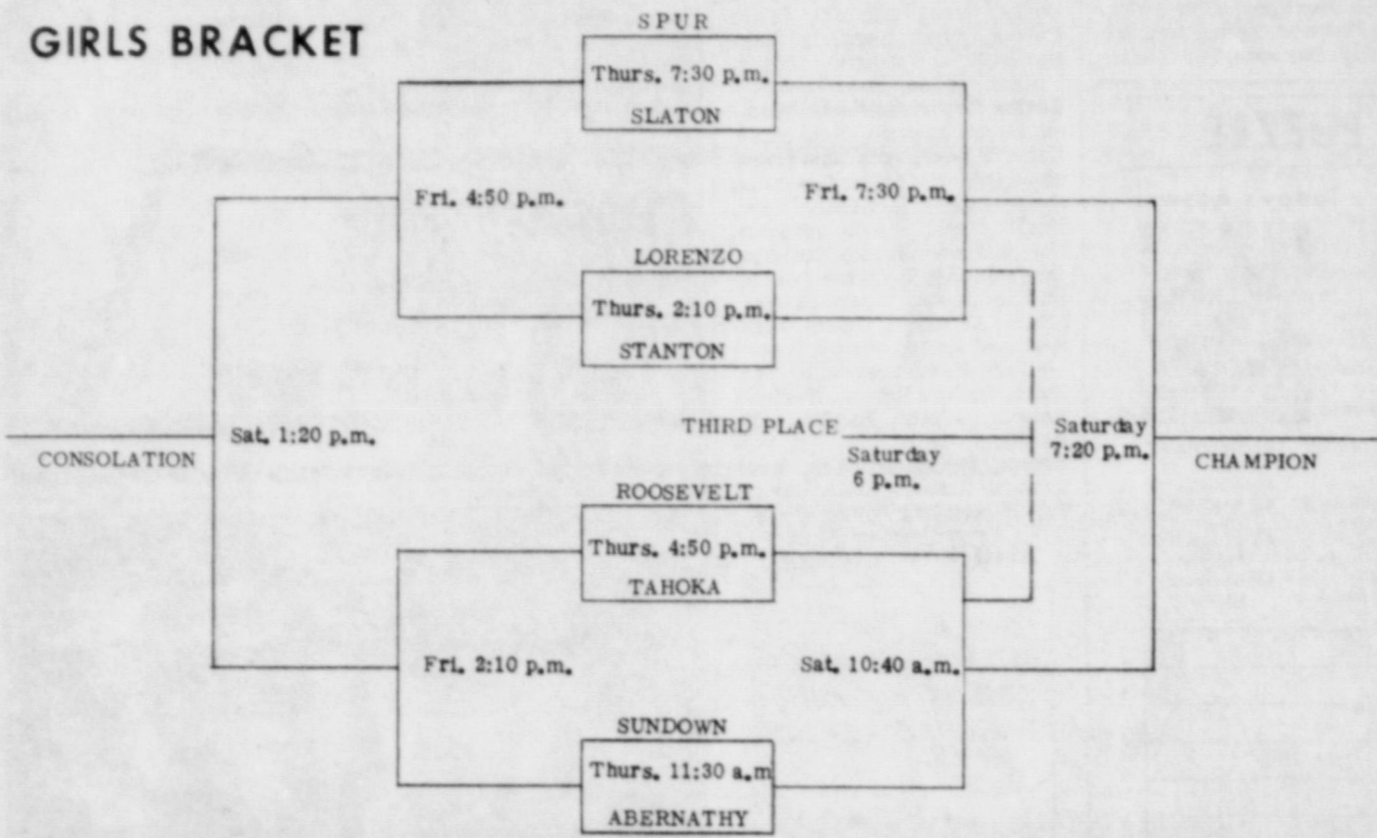 GIRLS BRACKET
SPUR
Thurs. 7:30 p.m.
SLATON
Fri. 4:50 p.m.
Fri. 7:30 p.m.
LORENZO
Thurs. 2:10 p.m.
STANTON
THIRD PLACE
Saturday
6 p.m.
Saturday
7:20 p.m.
Sat. 1:20 p.m.
CONSOLATION
CHAMPION
ROOSEVELT
Thurs. 4:50 p.m.
TAHOKA
Fri. 2:10 p.m.
Sat. 10:40 a.m.
SUNDOWN
Thurs. 11:30 a.m
ABERNATHY